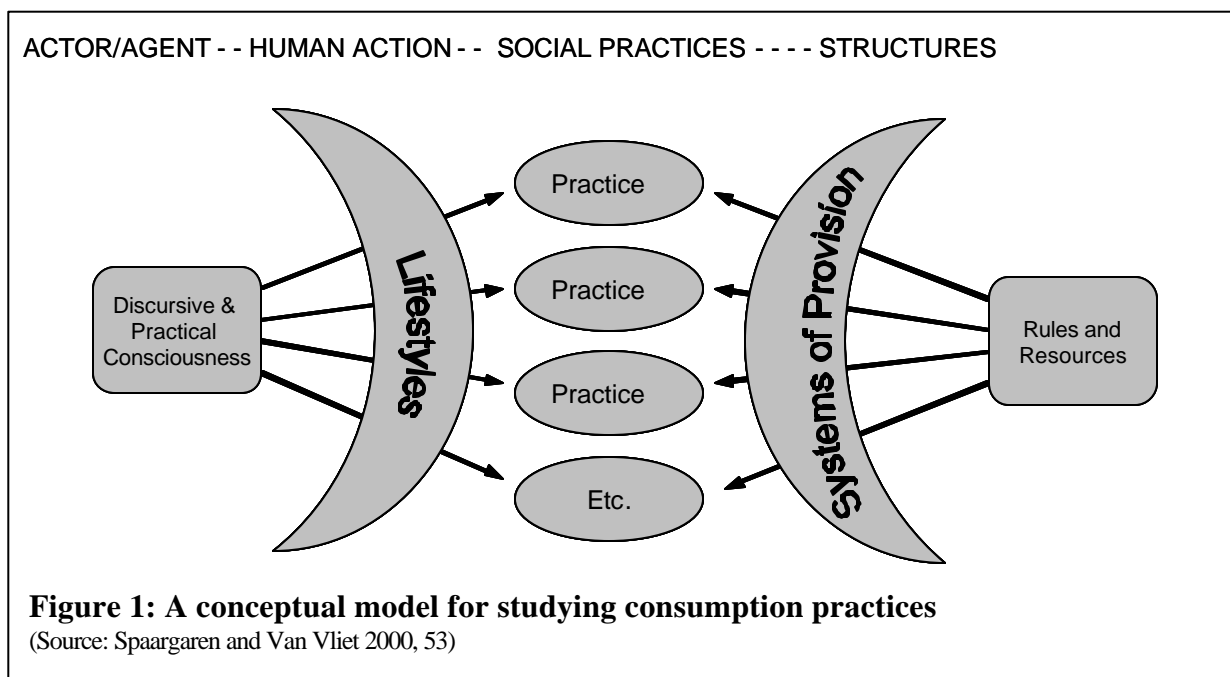 ACTOR/AGENT - - HUMAN ACTION - - SOCIAL PRACTICES - - - - STRUCTURES
Discursive &
Practical
Consciousness
Lifestyles
Practice
Practice
Practice
Etc.
Systems of Provision
Rules and
Resources
Figure 1: A conceptual model for studying consumption practices
(Source: Spaargaren and Van Vliet 2000, 53)